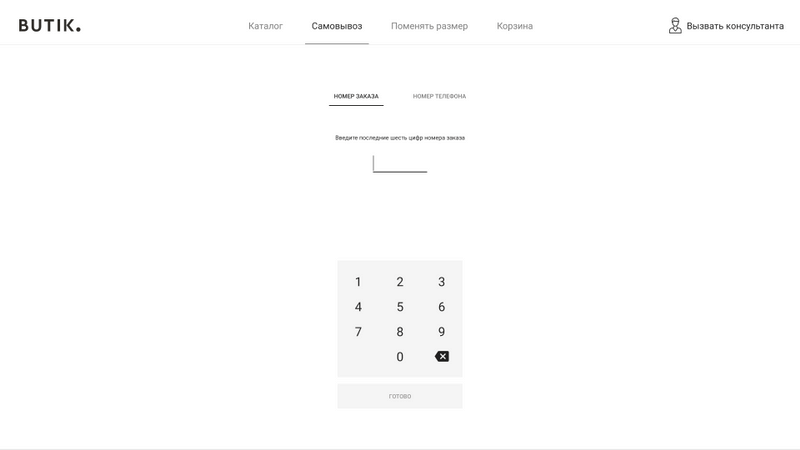 BUTIK.
Каталог
Самовывоз
Поменять размер
Корзина
Вызвать консультанта
НОМЕР ЗАКАЗА
НОМЕР ТЕЛЕФОНА
Введите последние шесть цифр номера заказа
1 2 3
4 5 6
7 8 9
0
ГОТОВО